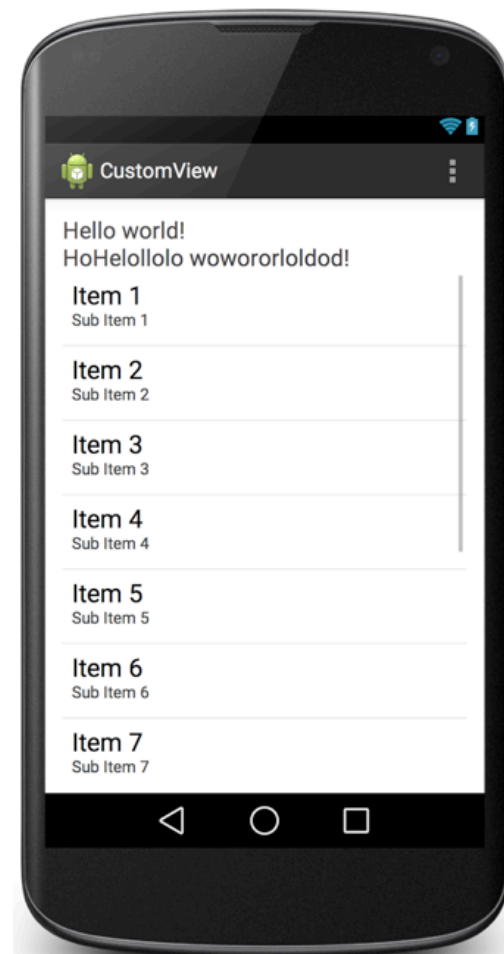 CustomView
Hello world!
HoHelollolo wowororloldod!
Item 1
Sub Item 1
Item 2
Sub Item 2
Item 3
Sub Item 3
Item 4
Sub Item 4
Item 5
Sub Item 5
Item 6
Sub Item 6
Item 7
Sub Item 7